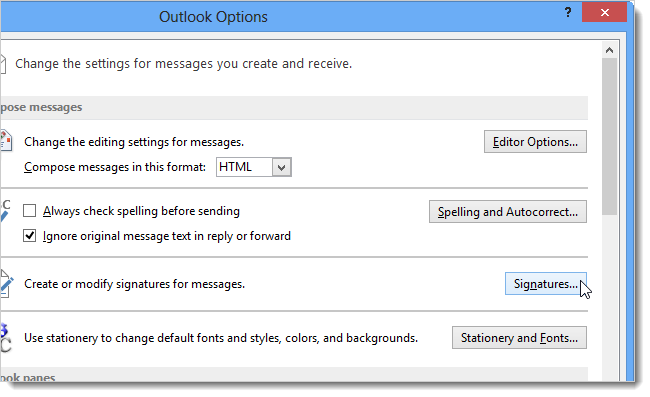 Outlook Options
?
Change the settings for messages you create and receive.
pose messages
Change the editing settings for messages.
Editor Options...
Compose messages in this format: HTML
Always check spelling before sending
Spelling and Autocorrect...
Ignore original message text in reply or forward
Create or modify signatures for messages.
Signatures...
Use stationery to change default fonts and styles, colors, and backgrounds.
Stationery and Fonts...
ook panes